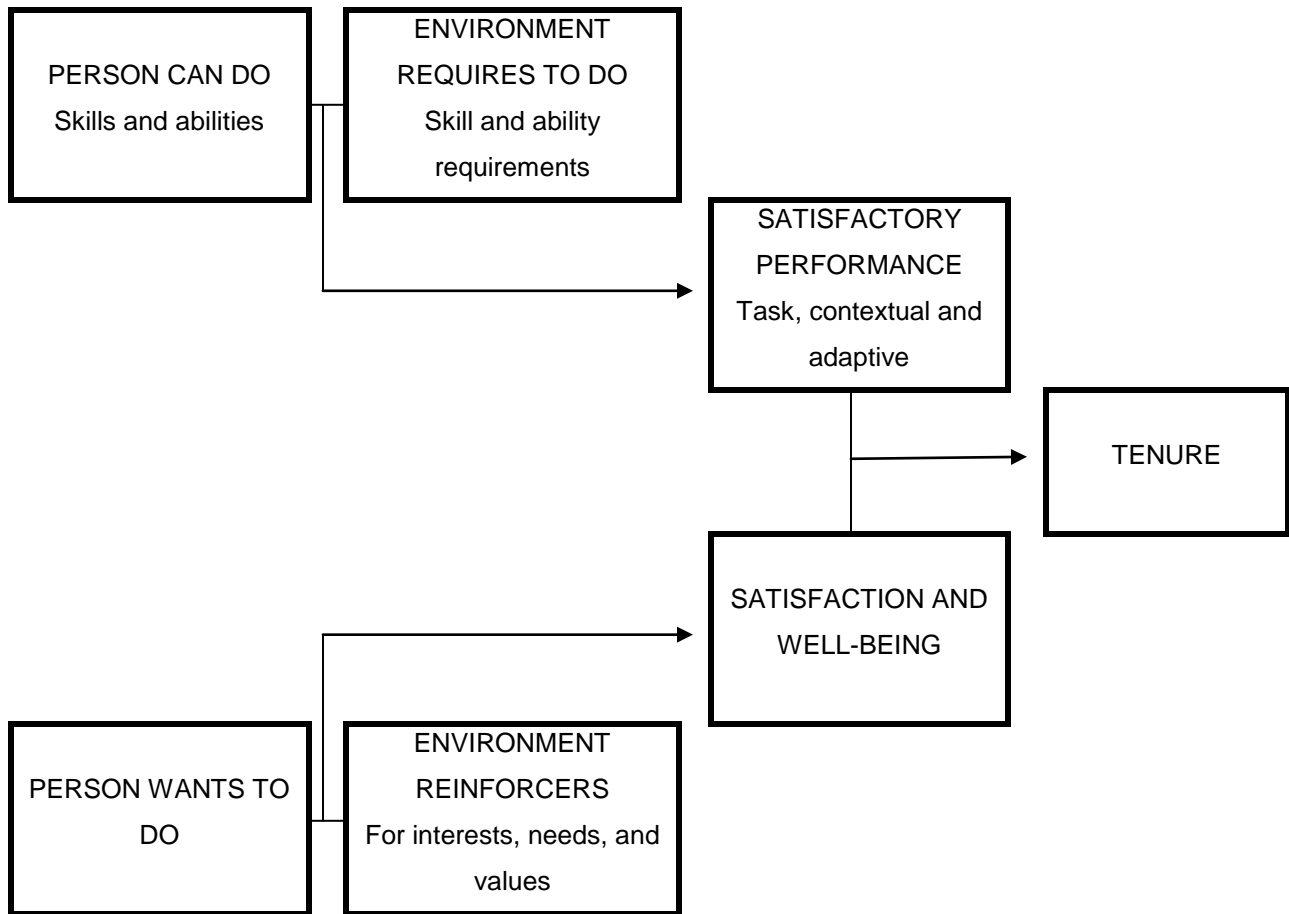 PERSON CAN DO
Skills and abilities
ENVIRONMENT
REQUIRES TO DO
Skill and ability
requirements
SATISFACTORY
PERFORMANCE
Task, contextual and
adaptive
TENURE
SATISFACTION AND
WELL-BEING
PERSON WANTS TO
DO
ENVIRONMENT
REINFORCERS
For interests, needs, and
values